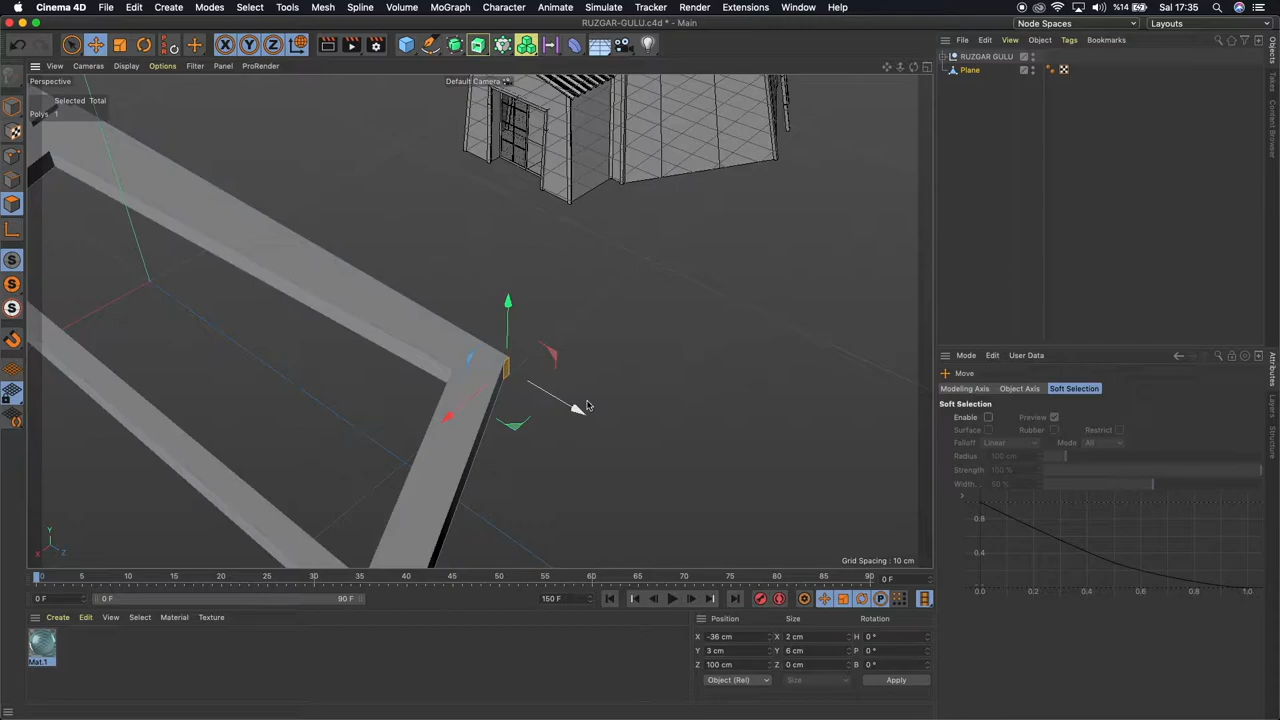 Cinema 4D File Edit Create Modes Select Tools Mesh Spline Volume MoGraph Character Animate Simulate Tracker Render Extensions Window Help %14 Sat 17:35
RUZGAR-GULU.c4d * - Main Node Spaces Layouts
X Y Z
File Edit View Object Tags Bookmarks
View Cameras Display Options Filter Panel ProRender
RUZGAR GULU
Plane
Perspective Default Camera
Selected Total
Polys 1
Objects
Takes
Content Browser
Mode Edit User Data
Move
Modeling Axis Object Axis Soft Selection
Soft Selection
Enable Preview
Surface Rubber Restrict
Falloff Linear Mode All
Radius 100 cm
Strength 100 %
Width. 50 %
0.8
0.4
0.0 0.2 0.4 0.6 0.8 1.0
Attributes
Layers
Structure
S
S
S
Y
X Z
Grid Spacing : 10 cm
0 5 10 15 20 25 30 35 40 45 50 55 60 65 70 75 80 85 90 0 F
0 F 0 F 90 F 150 F P
Create Edit View Select Material Texture
Mat.1
Position Size Rotation
X -36 cm X 2 cm H 0 °
Y 3 cm Y 6 cm P 0 °
Z 100 cm Z 0 cm B 0 °
Object (Rel) Size Apply